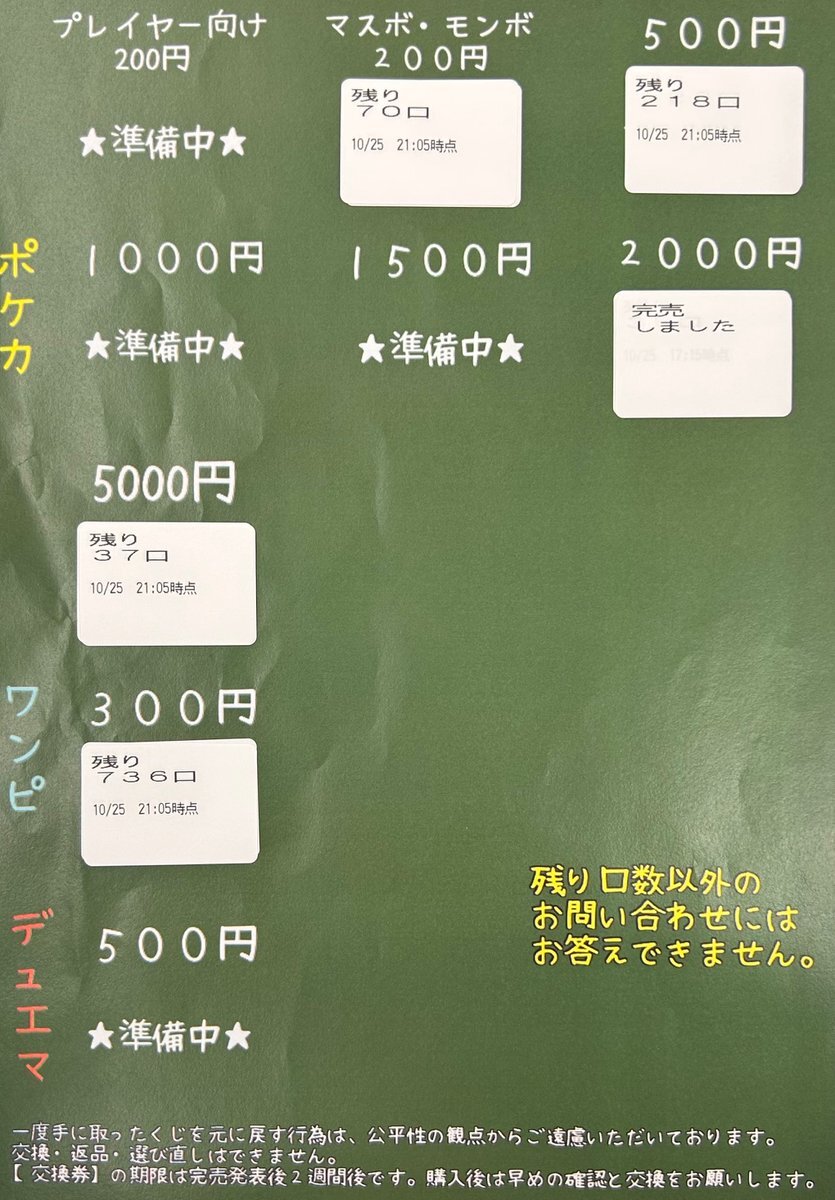 プレイヤー向け
200円
★準備中★
マスボ・モンボ
２００円
残り
７０口
10/25 21:05時点
５００円
残り
２１８口
10/25 21:05時点
ポケカ
１０００円
★準備中★
１５００円
★準備中★
２０００円
完売
しました
10/25 17:15時点
5000円
残り
３７口
10/25 21:05時点
ワンピ
３００円
残り
７３６口
10/25 21:05時点
残り口数以外の
お問い合わせには
お答えできません。
デュエマ
５００円
★準備中★
一度手に取ったくじを元に戻す行為は、公平性の観点からご遠慮いただいております。
交換・返品・選び直しはできません。
【 交換券】の期限は完売発表後２週間後です。購入後は早めの確認と交換をお願いします。